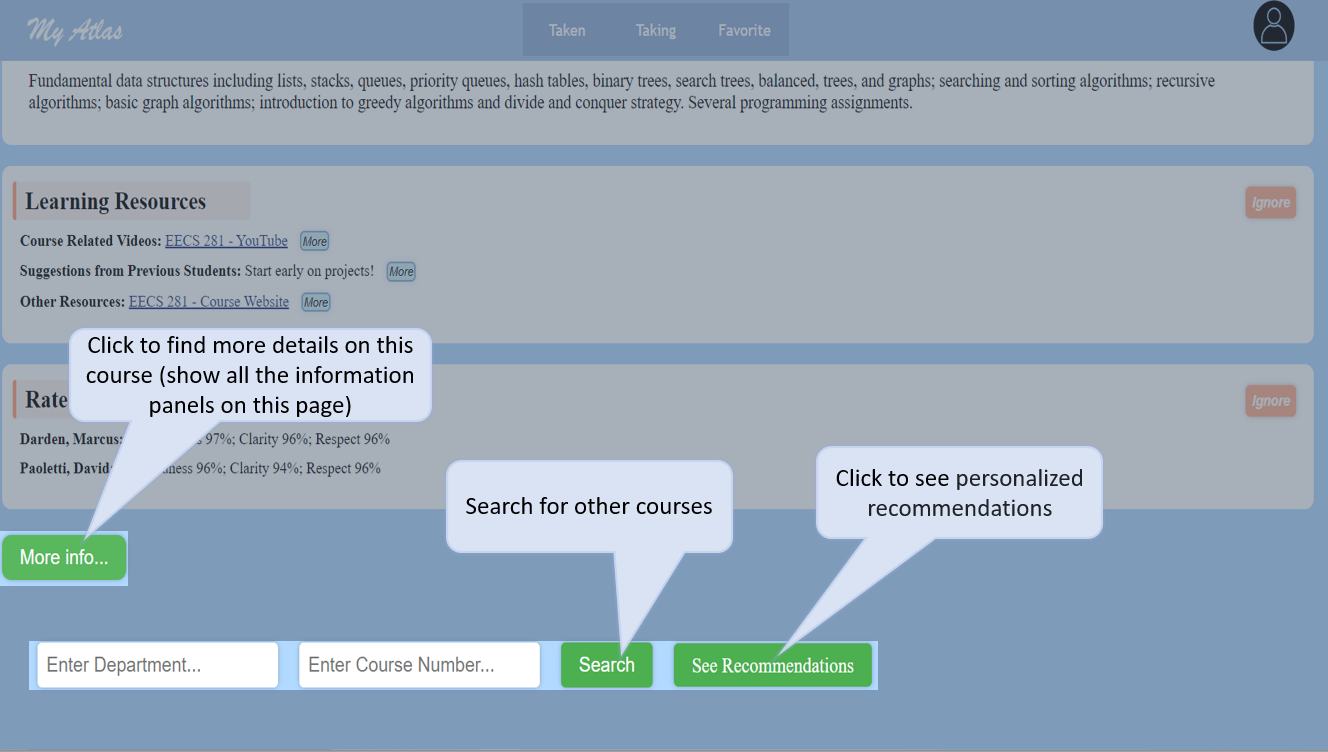 My Atlas
Taken Taking Favorite
Fundamental data structures including lists, stacks, queues, priority queues, hash tables, binary trees, search trees, balanced, trees, and graphs; searching and sorting algorithms; recursive
algorithms; basic graph algorithms; introduction to greedy algorithms and divide and conquer strategy. Several programming assignments.
Learning Resources
Ignore
Course Related Videos: EECS 281 - YouTube More
Suggestions from Previous Students: Start early on projects! More
Other Resources: EECS 281 - Course Website More
Click to find more details on this
course (show all the information
panels on this page)
Rate
Ignore
Darden, Marcus: 97%; Clarity 96%; Respect 96%
Paoletti, David 96%; Clarity 94%; Respect 96%
Search for other courses
Click to see personalized
recommendations
More info...
Enter Department... Enter Course Number... Search See Recommendations